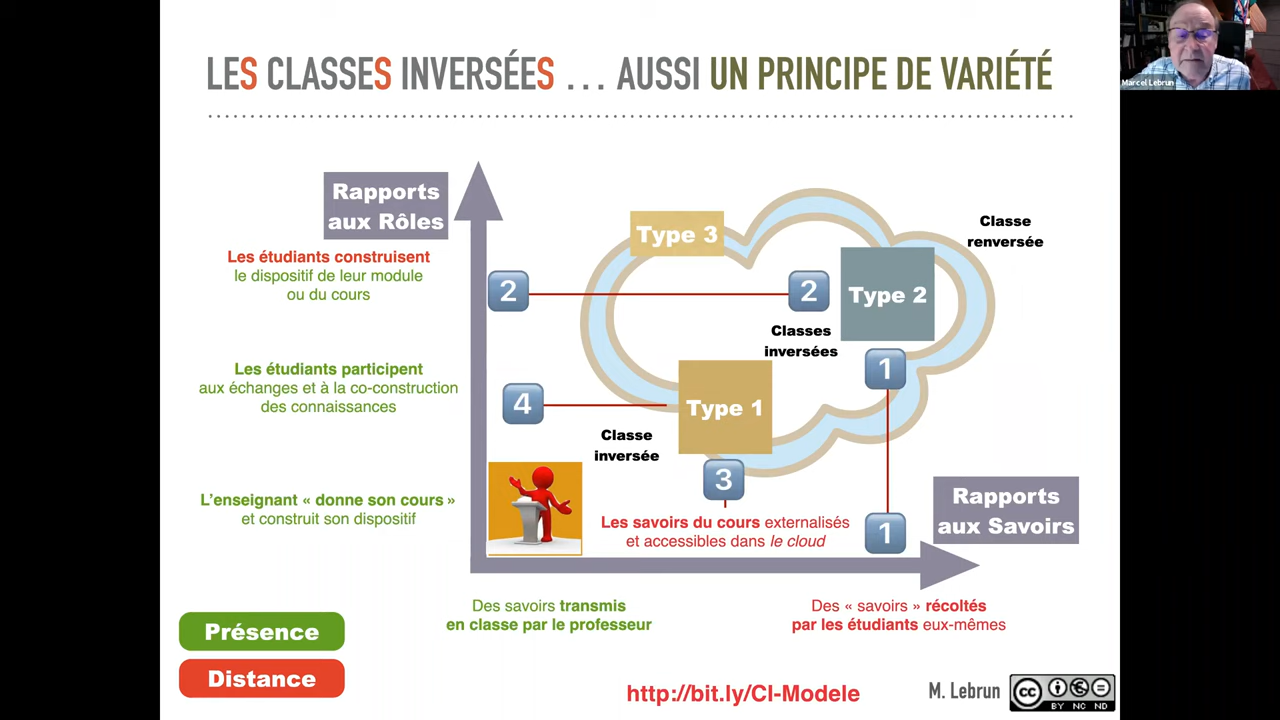 LES CLASSES INVERSÉES ... AUSSI UN PRINCIPE DE VARIÉTÉ
Marcel Lebrun
Rapports
aux Rôles
Les étudiants construisent
le dispositif de leur module
ou du cours
Les étudiants participent
aux échanges et à la co-construction
des connaissances
L'enseignant « donne son cours »
et construit son dispositif
Type 3
Classe
renversée
2
2
Type 2
Classes
inversées
1
4
Type 1
Classe
inversée
3
Les savoirs du cours externalisés
et accessibles dans le cloud
1
Rapports
aux Savoirs
Des savoirs transmis
en classe par le professeur
Des « savoirs » récoltés
par les étudiants eux-mêmes
Présence
Distance
http://bit.ly/CI-Modele
M. Lebrun
cc
BY NC ND